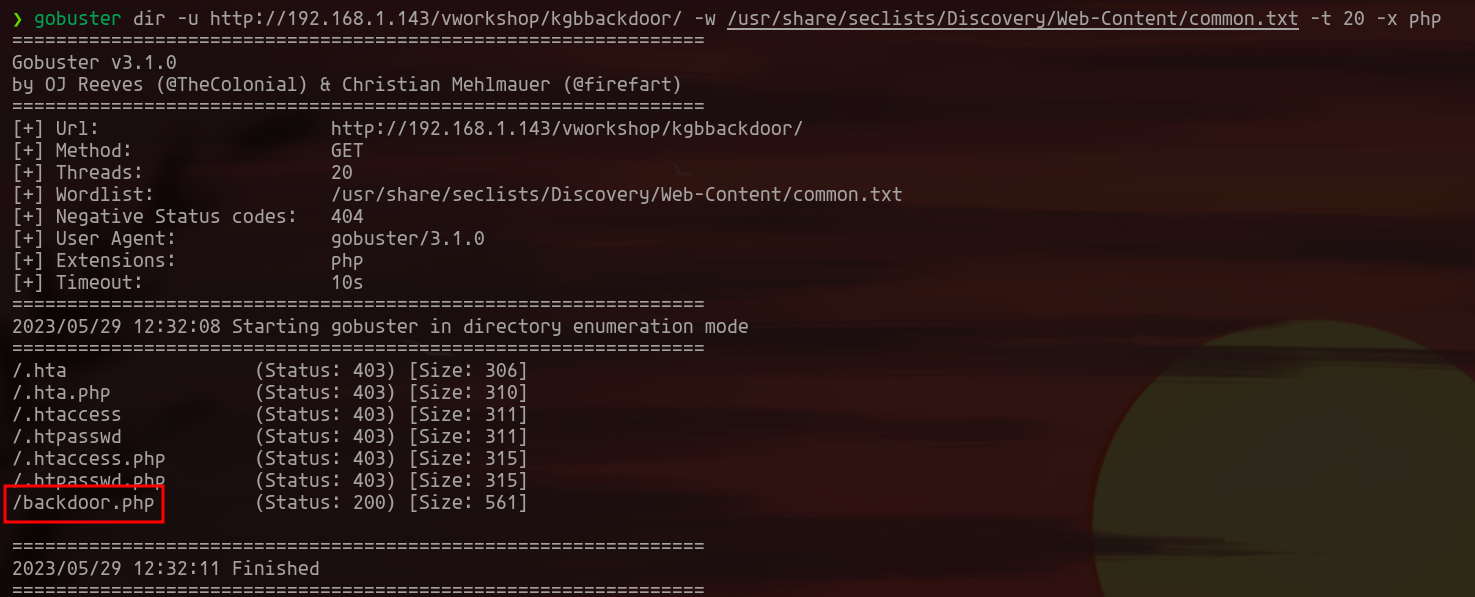 ❯ gobuster dir -u http://192.168.1.143/vworkshop/kgbbackdoor/ -w /usr/share/seclists/Discovery/Web-Content/common.txt -t 20 -x php
===============================================================
Gobuster v3.1.0
by OJ Reeves (@TheColonial) & Christian Mehlmauer (@firefart)
===============================================================
[+] Url:                     http://192.168.1.143/vworkshop/kgbbackdoor/
[+] Method:                  GET
[+] Threads:                 20
[+] Wordlist:                /usr/share/seclists/Discovery/Web-Content/common.txt
[+] Negative Status codes:   404
[+] User Agent:              gobuster/3.1.0
[+] Extensions:              php
[+] Timeout:                 10s
===============================================================
2023/05/29 12:32:08 Starting gobuster in directory enumeration mode
===============================================================
/.hta                 (Status: 403) [Size: 306]
/.hta.php             (Status: 403) [Size: 310]
/.htaccess            (Status: 403) [Size: 311]
/.htpasswd            (Status: 403) [Size: 311]
/.htaccess.php        (Status: 403) [Size: 315]
/.htpasswd.php        (Status: 403) [Size: 315]
/backdoor.php         (Status: 200) [Size: 561]
===============================================================
2023/05/29 12:32:11 Finished
===============================================================